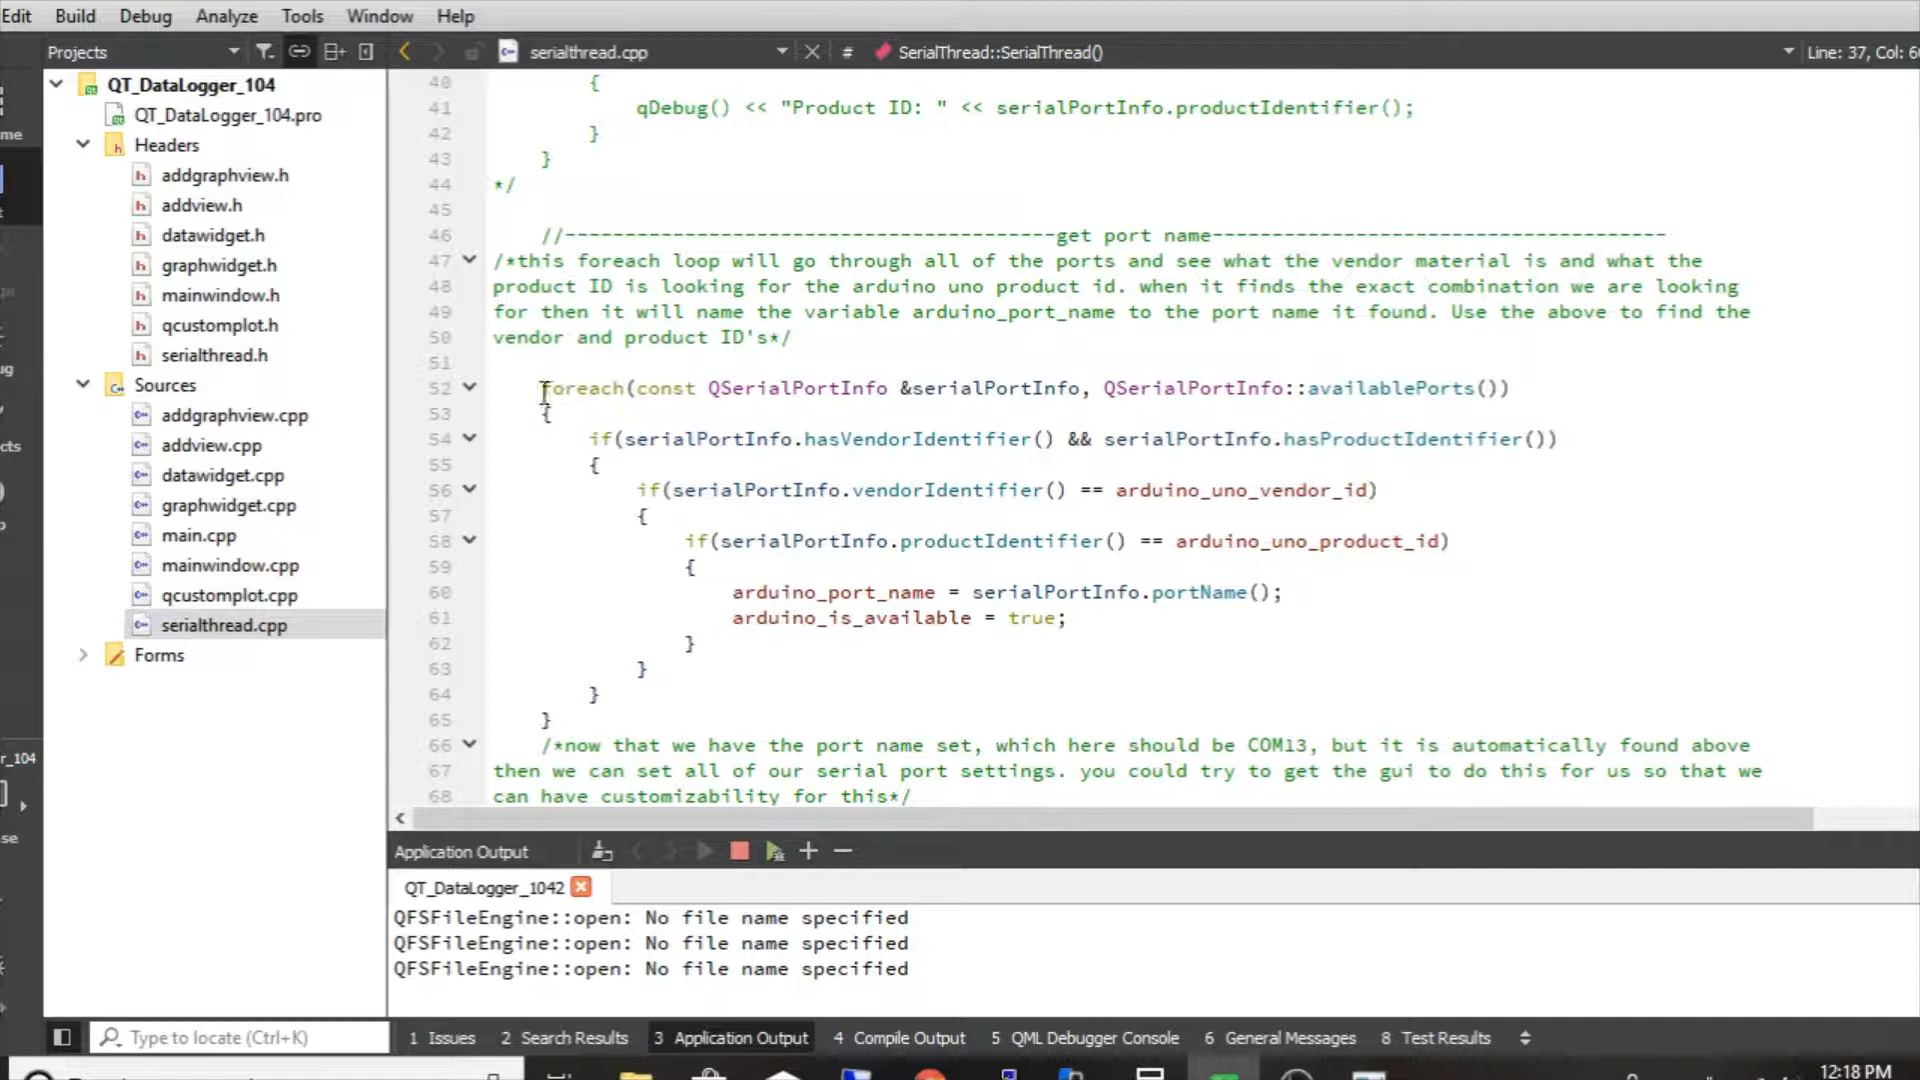 Edit Build Debug Analyze Tools Window Help
Projects serialthread.cpp # SerialThread::SerialThread() Line: 37, Col: 6
QT_DataLogger_104
QT_DataLogger_104.pro
Headers
addgraphview.h
addview.h
datawidget.h
graphwidget.h
mainwindow.h
qcustomplot.h
serialthread.h
Sources
addgraphview.cpp
addview.cpp
datawidget.cpp
graphwidget.cpp
main.cpp
mainwindow.cpp
qcustomplot.cpp
serialthread.cpp
Forms
40 {
41 qDebug() << "Product ID: " << serialPortInfo.productIdentifier();
42 }
43 }
44 */
45
46 //-----------------------------------------get port name--------------------------------------
47 /*this foreach loop will go through all of the ports and see what the vendor material is and what the
48 product ID is looking for the arduino uno product id. when it finds the exact combination we are looking
49 for then it will name the variable arduino_port_name to the port name it found. Use the above to find the
50 vendor and product ID's*/
51
52 foreach(const QSerialPortInfo &serialPortInfo, QSerialPortInfo::availablePorts())
53 {
54 if(serialPortInfo.hasVendorIdentifier() && serialPortInfo.hasProductIdentifier())
55 {
56 if(serialPortInfo.vendorIdentifier() == arduino_uno_vendor_id)
57 {
58 if(serialPortInfo.productIdentifier() == arduino_uno_product_id)
59 {
60 arduino_port_name = serialPortInfo.portName();
61 arduino_is_available = true;
62 }
63 }
64 }
65 }
66 /*now that we have the port name set, which here should be COM13, but it is automatically found above
67 then we can set all of our serial port settings. you could try to get the gui to do this for us so that we
68 can have customizability for this*/
Application Output
QT_DataLogger_1042
QFSFileEngine::open: No file name specified
QFSFileEngine::open: No file name specified
QFSFileEngine::open: No file name specified
Type to locate (Ctrl+K) 1 Issues 2 Search Results 3 Application Output 4 Compile Output 5 QML Debugger Console 6 General Messages 8 Test Results
12:18 PM